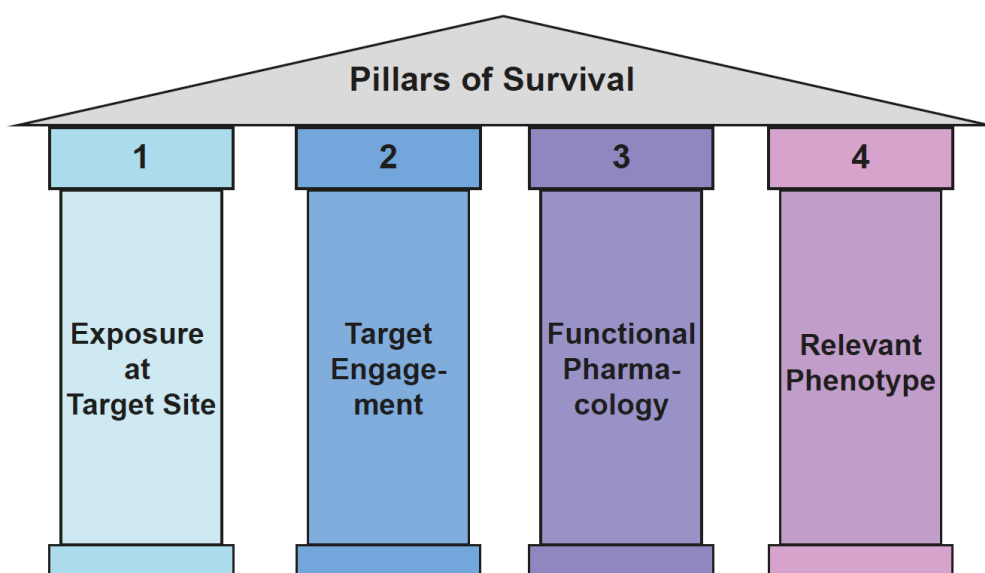 Pillars of Survival
1
2
3
4
Exposure
at
Target Site
Target
Engage-
ment
Functional
Pharma-
cology
Relevant
Phenotype